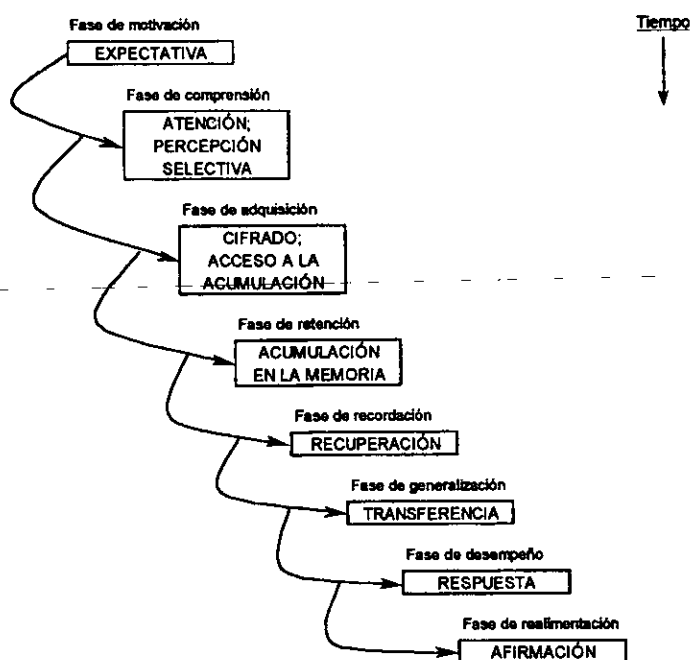 Fase de motivación
Tiempo
EXPECTATIVA
Fase de comprensión
ATENCIÓN;
PERCEPCIÓN
SELECTIVA
Fase de adquisición
CIFRADO;
ACCESO A LA
ACUMULACIÓN
Fase de retención
ACUMULACIÓN
EN LA MEMORIA
Fase de recordación
RECUPERACIÓN
Fase de generalización
TRANSFERENCIA
Fase de desempeño
RESPUESTA
Fase de realimentación
AFIRMACIÓN